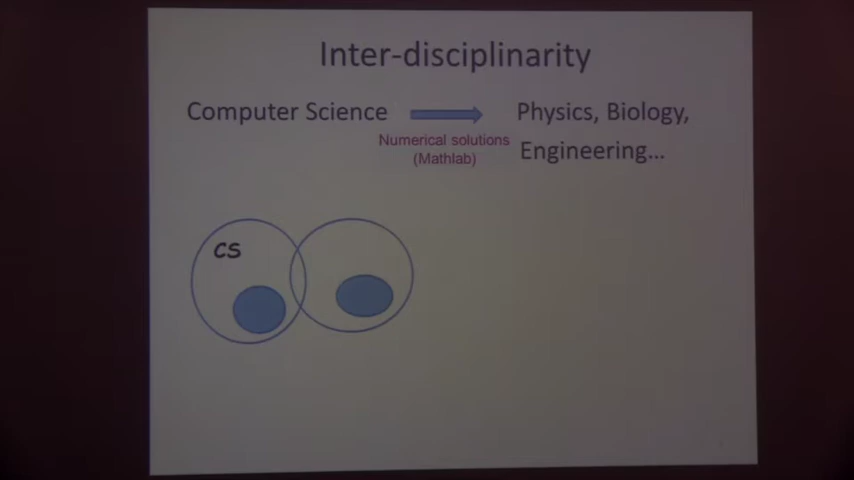 Inter-disciplinarity
Computer Science
Physics, Biology,
Engineering...
Numerical solutions
(Mathlab)
CS